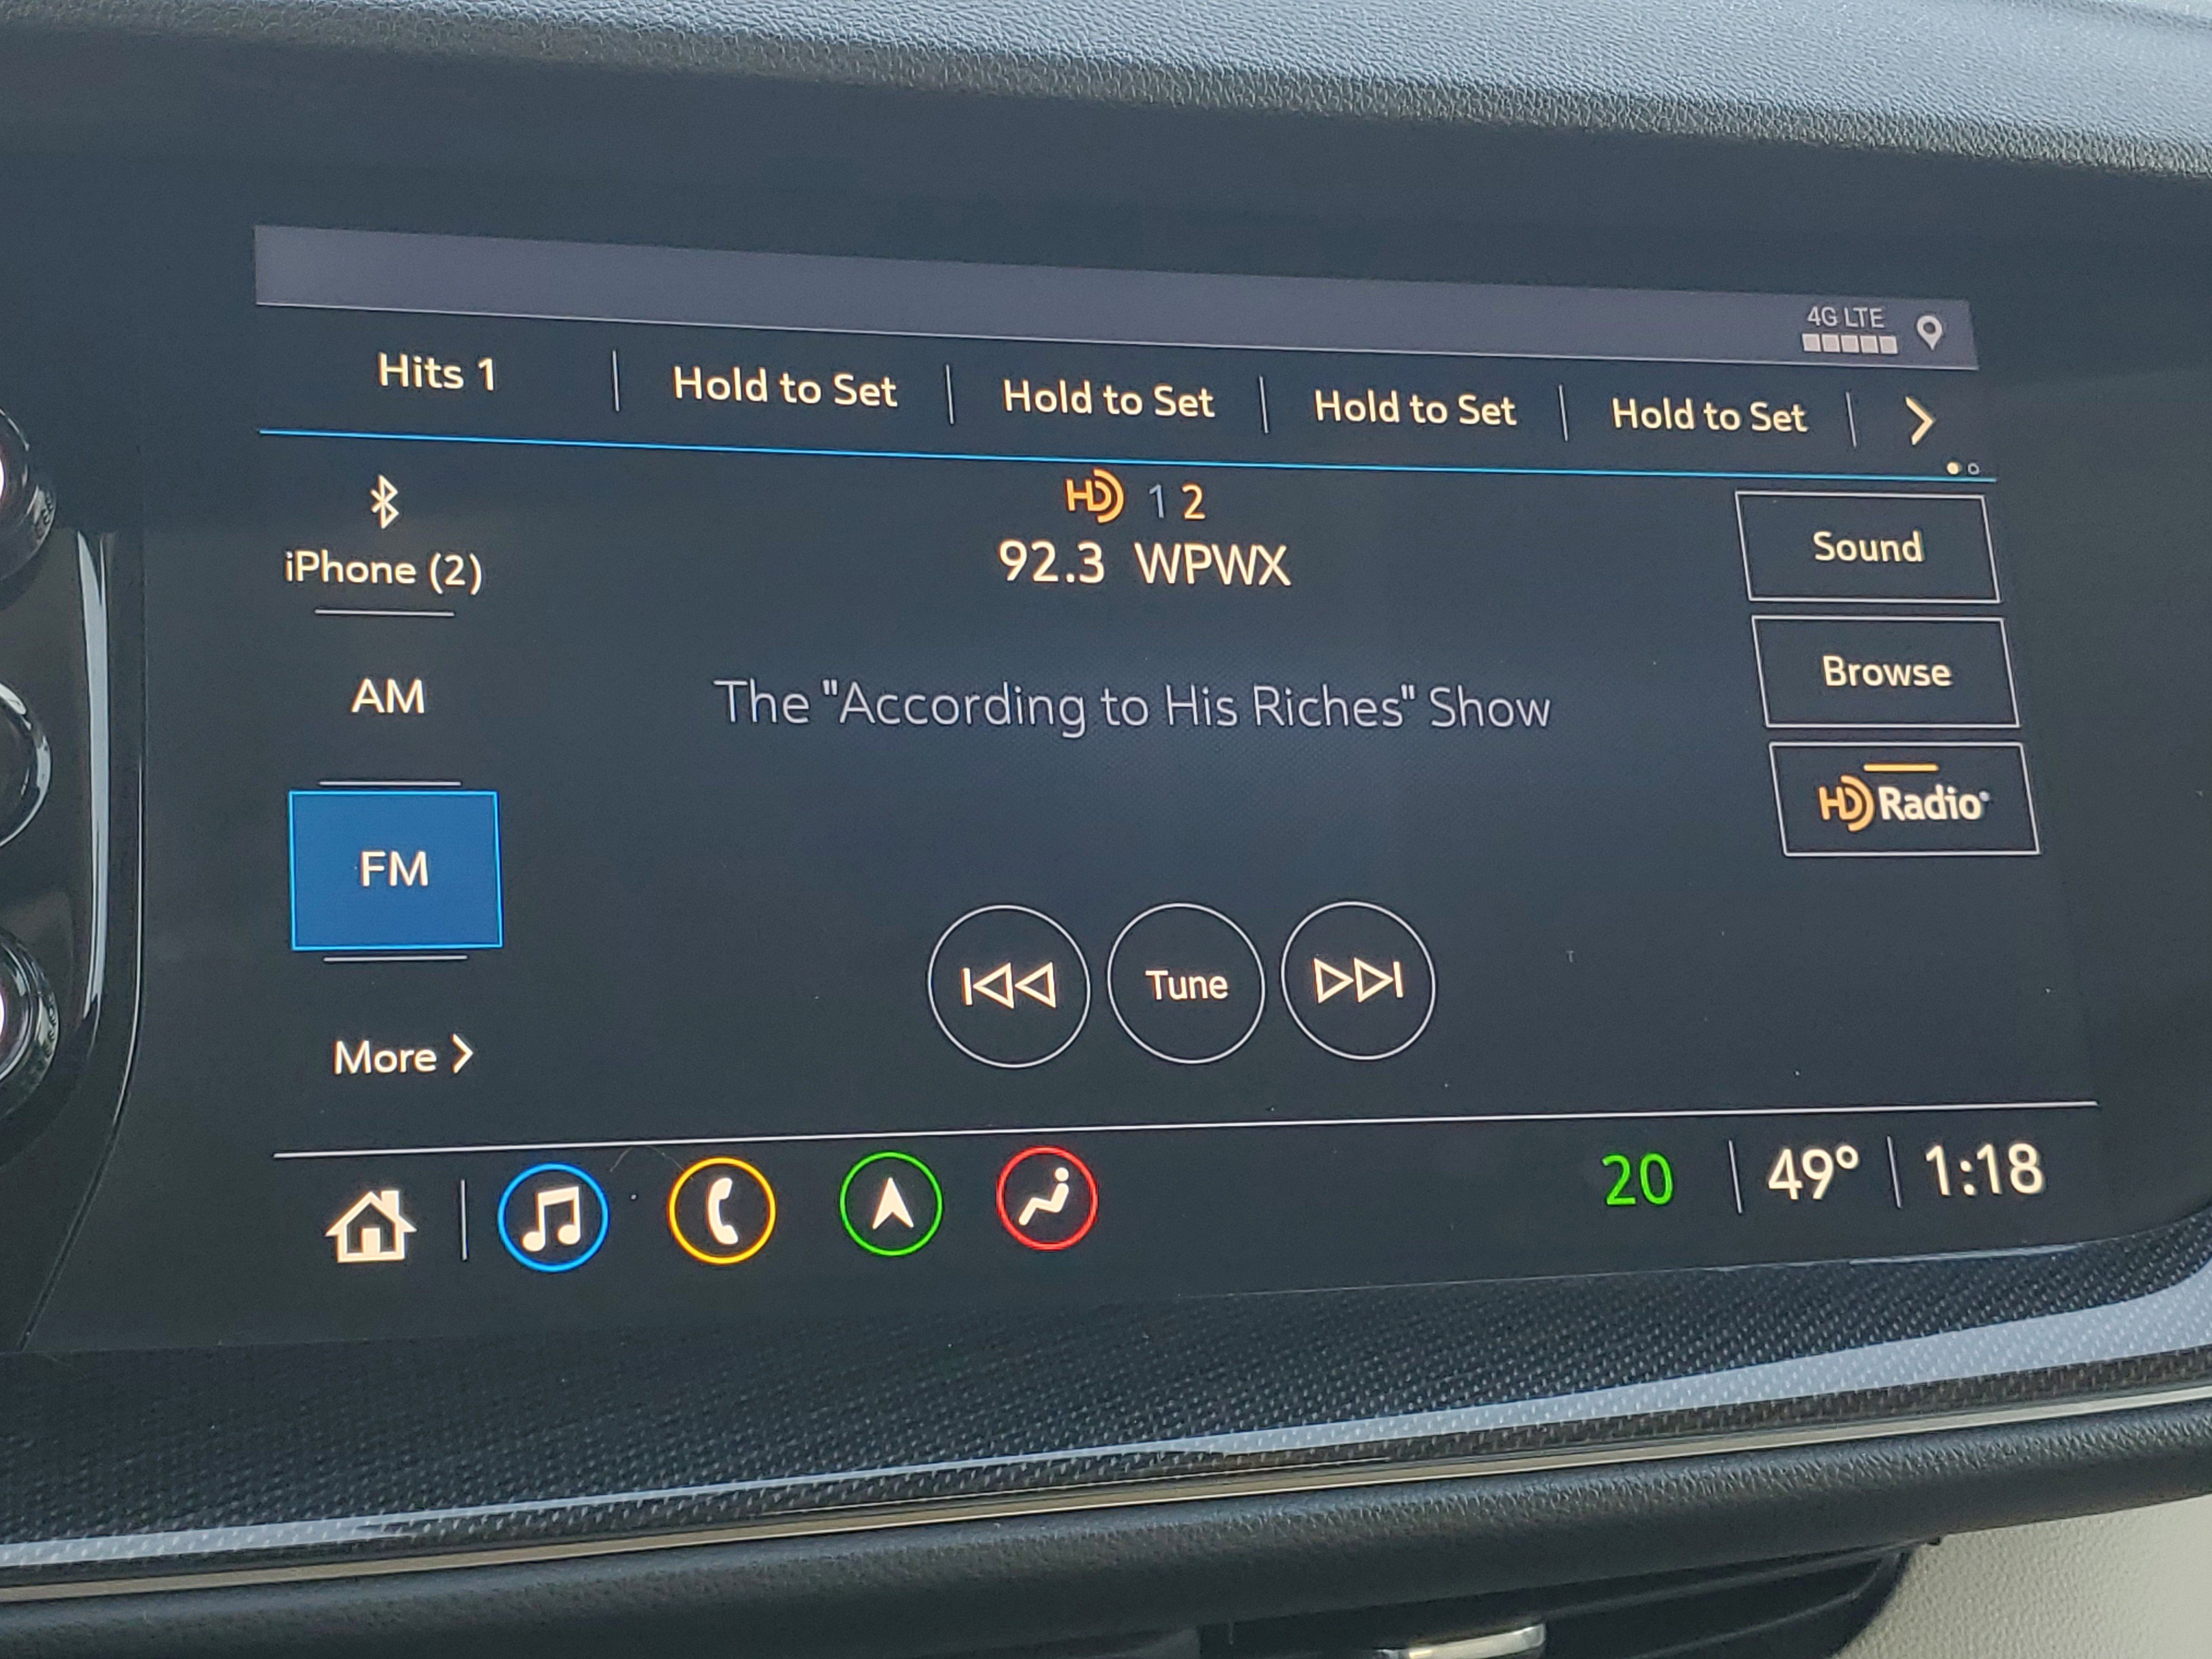 4G LTE
Hits 1
Hold to Set
Hold to Set
Hold to Set
Hold to Set
iPhone (2)
AM
FM
More
HD 1 2
92.3 WPWX
The "According to His Riches" Show
Tune
Sound
Browse
HD Radio
20
49°
1:18